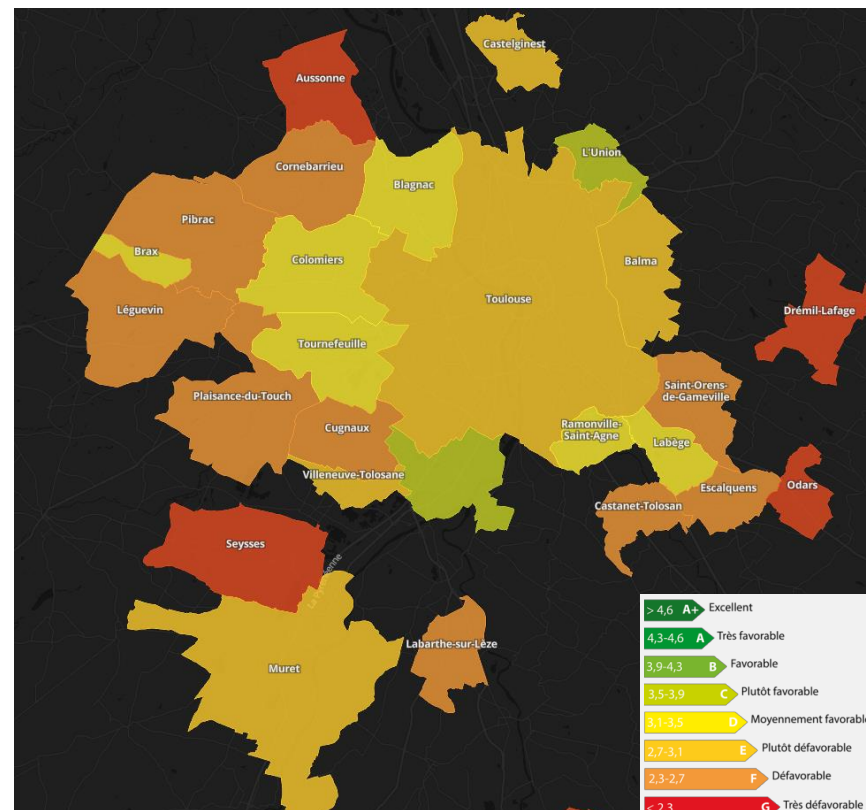 Castelginest
Aussonne
L'Union
Cornebarrieu
Blagnac
Pibrac
Brax
Colomiers
Balma
Toulouse
Léguevin
Drémil-Lafage
Tournefeuille
Saint-Orens-
de-Gameville
Plaisance-du-Touch
Cugnaux
Ramonville-
Saint-Agne
Labège
Villeneuve-Tolosane
Escalquens
Odars
Castanet-Tolosan
Seysses
Labarthe-sur-Lèze
Muret
> 4,6 A+ Excellent
4,3-4,6 A Très favorable
3,9-4,3 B Favorable
3,5-3,9 C Plutôt favorable
3,1-3,5 D Moyennement favorable
2,7-3,1 E Plutôt défavorable
2,3-2,7 F Défavorable
< 2,3 G Très défavorable